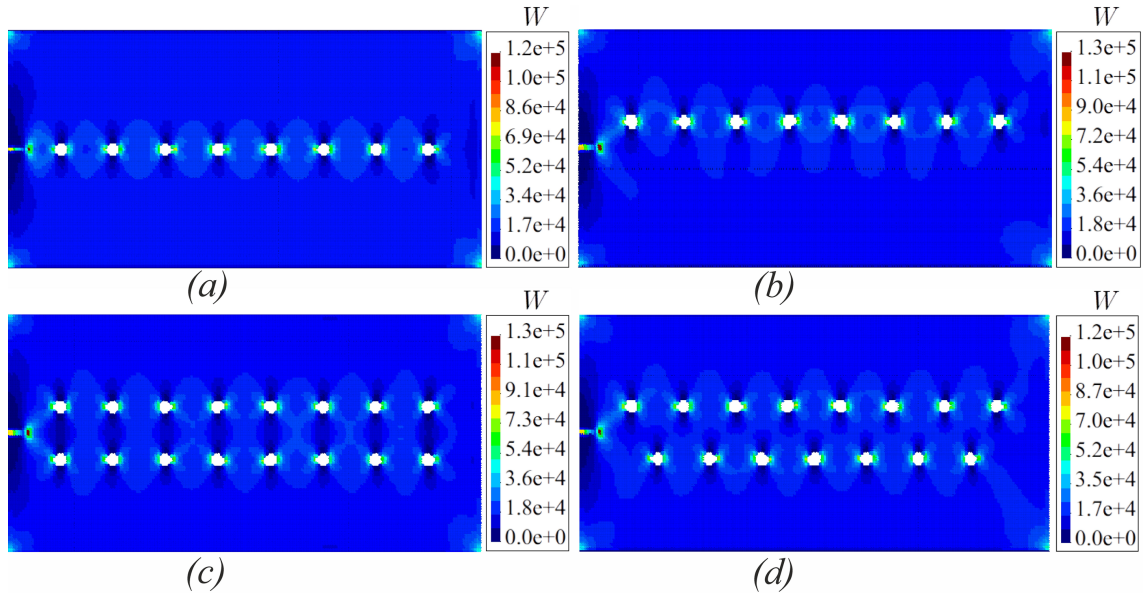 W
1.2e+5
1.0e+5
8.6e+4
6.9e+4
5.2e+4
3.4e+4
1.7e+4
0.0e+0
(a)
W
1.3e+5
1.1e+5
9.0e+4
7.2e+4
5.4e+4
3.6e+4
1.8e+4
0.0e+0
(b)
W
1.3e+5
1.1e+5
9.1e+4
7.3e+4
5.4e+4
3.6e+4
1.8e+4
0.0e+0
(c)
W
1.2e+5
1.0e+5
8.7e+4
7.0e+4
5.2e+4
3.5e+4
1.7e+4
0.0e+0
(d)